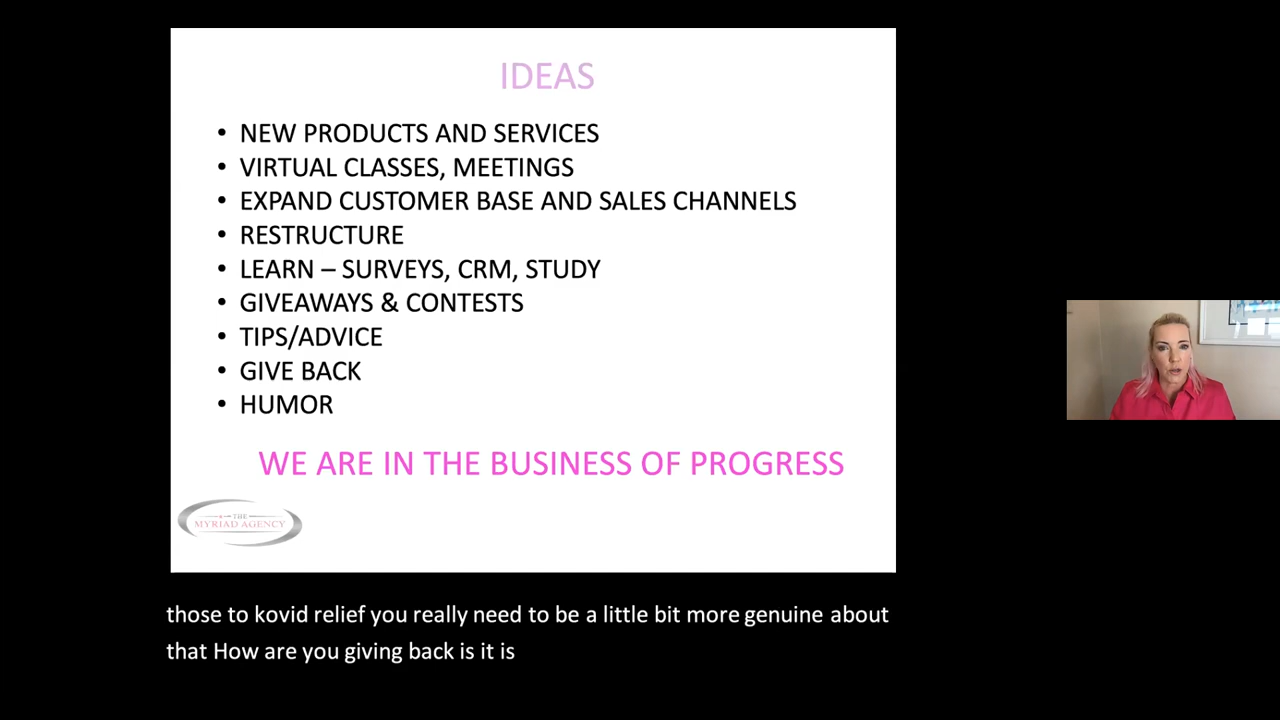 IDEAS
• NEW PRODUCTS AND SERVICES
• VIRTUAL CLASSES, MEETINGS
• EXPAND CUSTOMER BASE AND SALES CHANNELS
• RESTRUCTURE
• LEARN – SURVEYS, CRM, STUDY
• GIVEAWAYS & CONTESTS
• TIPS/ADVICE
• GIVE BACK
• HUMOR
WE ARE IN THE BUSINESS OF PROGRESS
THE
MYRIAD AGENCY
those to kovid relief you really need to be a little bit more genuine about
that How are you giving back is it is